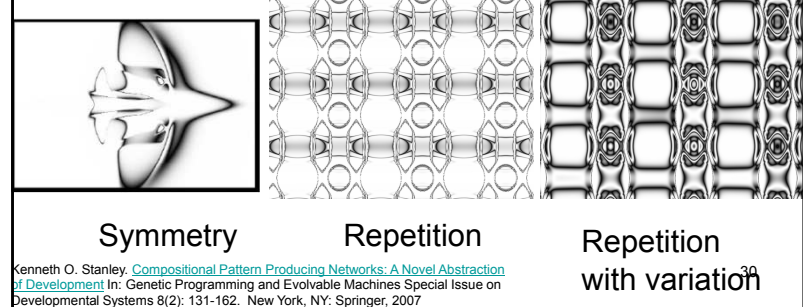 Symmetry
Repetition
Repetition
with variation
30
Kenneth O. Stanley. Compositional Pattern Producing Networks: A Novel Abstraction
of Development In: Genetic Programming and Evolvable Machines Special Issue on
Developmental Systems 8(2): 131-162. New York, NY: Springer, 2007